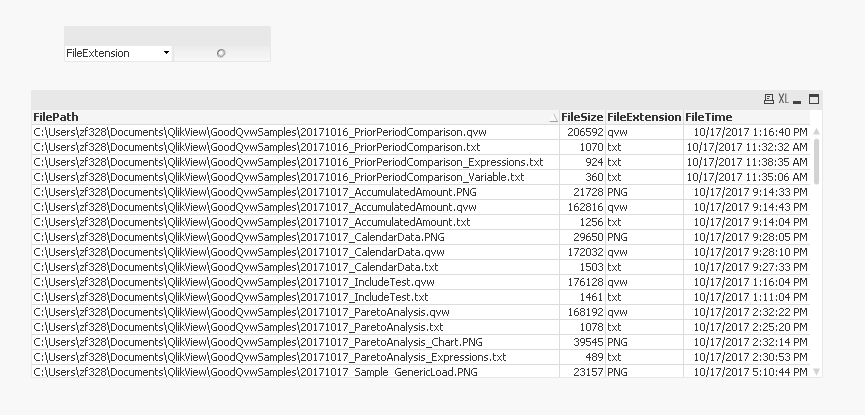 FileExtension
XL
FilePath FileSize FileExtension FileTime
C:\Users\zf328\Documents\QlikView\GoodQvwSamples\20171016_PriorPeriodComparison.qvw 206592 qvw 10/17/2017 1:16:40 PM
C:\Users\zf328\Documents\QlikView\GoodQvwSamples\20171016_PriorPeriodComparison.txt 1070 txt 10/17/2017 11:32:32 AM
C:\Users\zf328\Documents\QlikView\GoodQvwSamples\20171016_PriorPeriodComparison_Expressions.txt 924 txt 10/17/2017 11:38:35 AM
C:\Users\zf328\Documents\QlikView\GoodQvwSamples\20171016_PriorPeriodComparison_Variable.txt 360 txt 10/17/2017 11:35:06 AM
C:\Users\zf328\Documents\QlikView\GoodQvwSamples\20171017_AccumulatedAmount.PNG 21728 PNG 10/17/2017 9:14:33 PM
C:\Users\zf328\Documents\QlikView\GoodQvwSamples\20171017_AccumulatedAmount.qvw 162816 qvw 10/17/2017 9:14:43 PM
C:\Users\zf328\Documents\QlikView\GoodQvwSamples\20171017_AccumulatedAmount.txt 1256 txt 10/17/2017 9:14:04 PM
C:\Users\zf328\Documents\QlikView\GoodQvwSamples\20171017_CalendarData.PNG 29650 PNG 10/17/2017 9:28:05 PM
C:\Users\zf328\Documents\QlikView\GoodQvwSamples\20171017_CalendarData.qvw 172032 qvw 10/17/2017 9:28:10 PM
C:\Users\zf328\Documents\QlikView\GoodQvwSamples\20171017_CalendarData.txt 1503 txt 10/17/2017 9:27:33 PM
C:\Users\zf328\Documents\QlikView\GoodQvwSamples\20171017_IncludeTest.qvw 176128 qvw 10/17/2017 1:16:04 PM
C:\Users\zf328\Documents\QlikView\GoodQvwSamples\20171017_IncludeTest.txt 1461 txt 10/17/2017 1:11:04 PM
C:\Users\zf328\Documents\QlikView\GoodQvwSamples\20171017_ParetoAnalysis.qvw 168192 qvw 10/17/2017 2:32:22 PM
C:\Users\zf328\Documents\QlikView\GoodQvwSamples\20171017_ParetoAnalysis.txt 1078 txt 10/17/2017 2:25:20 PM
C:\Users\zf328\Documents\QlikView\GoodQvwSamples\20171017_ParetoAnalysis_Chart.PNG 39545 PNG 10/17/2017 2:32:14 PM
C:\Users\zf328\Documents\QlikView\GoodQvwSamples\20171017_ParetoAnalysis_Expressions.txt 489 txt 10/17/2017 2:30:53 PM
C:\Users\zf328\Documents\QlikView\GoodQvwSamples\20171017_Sample_GenericLoad.PNG 23157 PNG 10/17/2017 5:10:44 PM